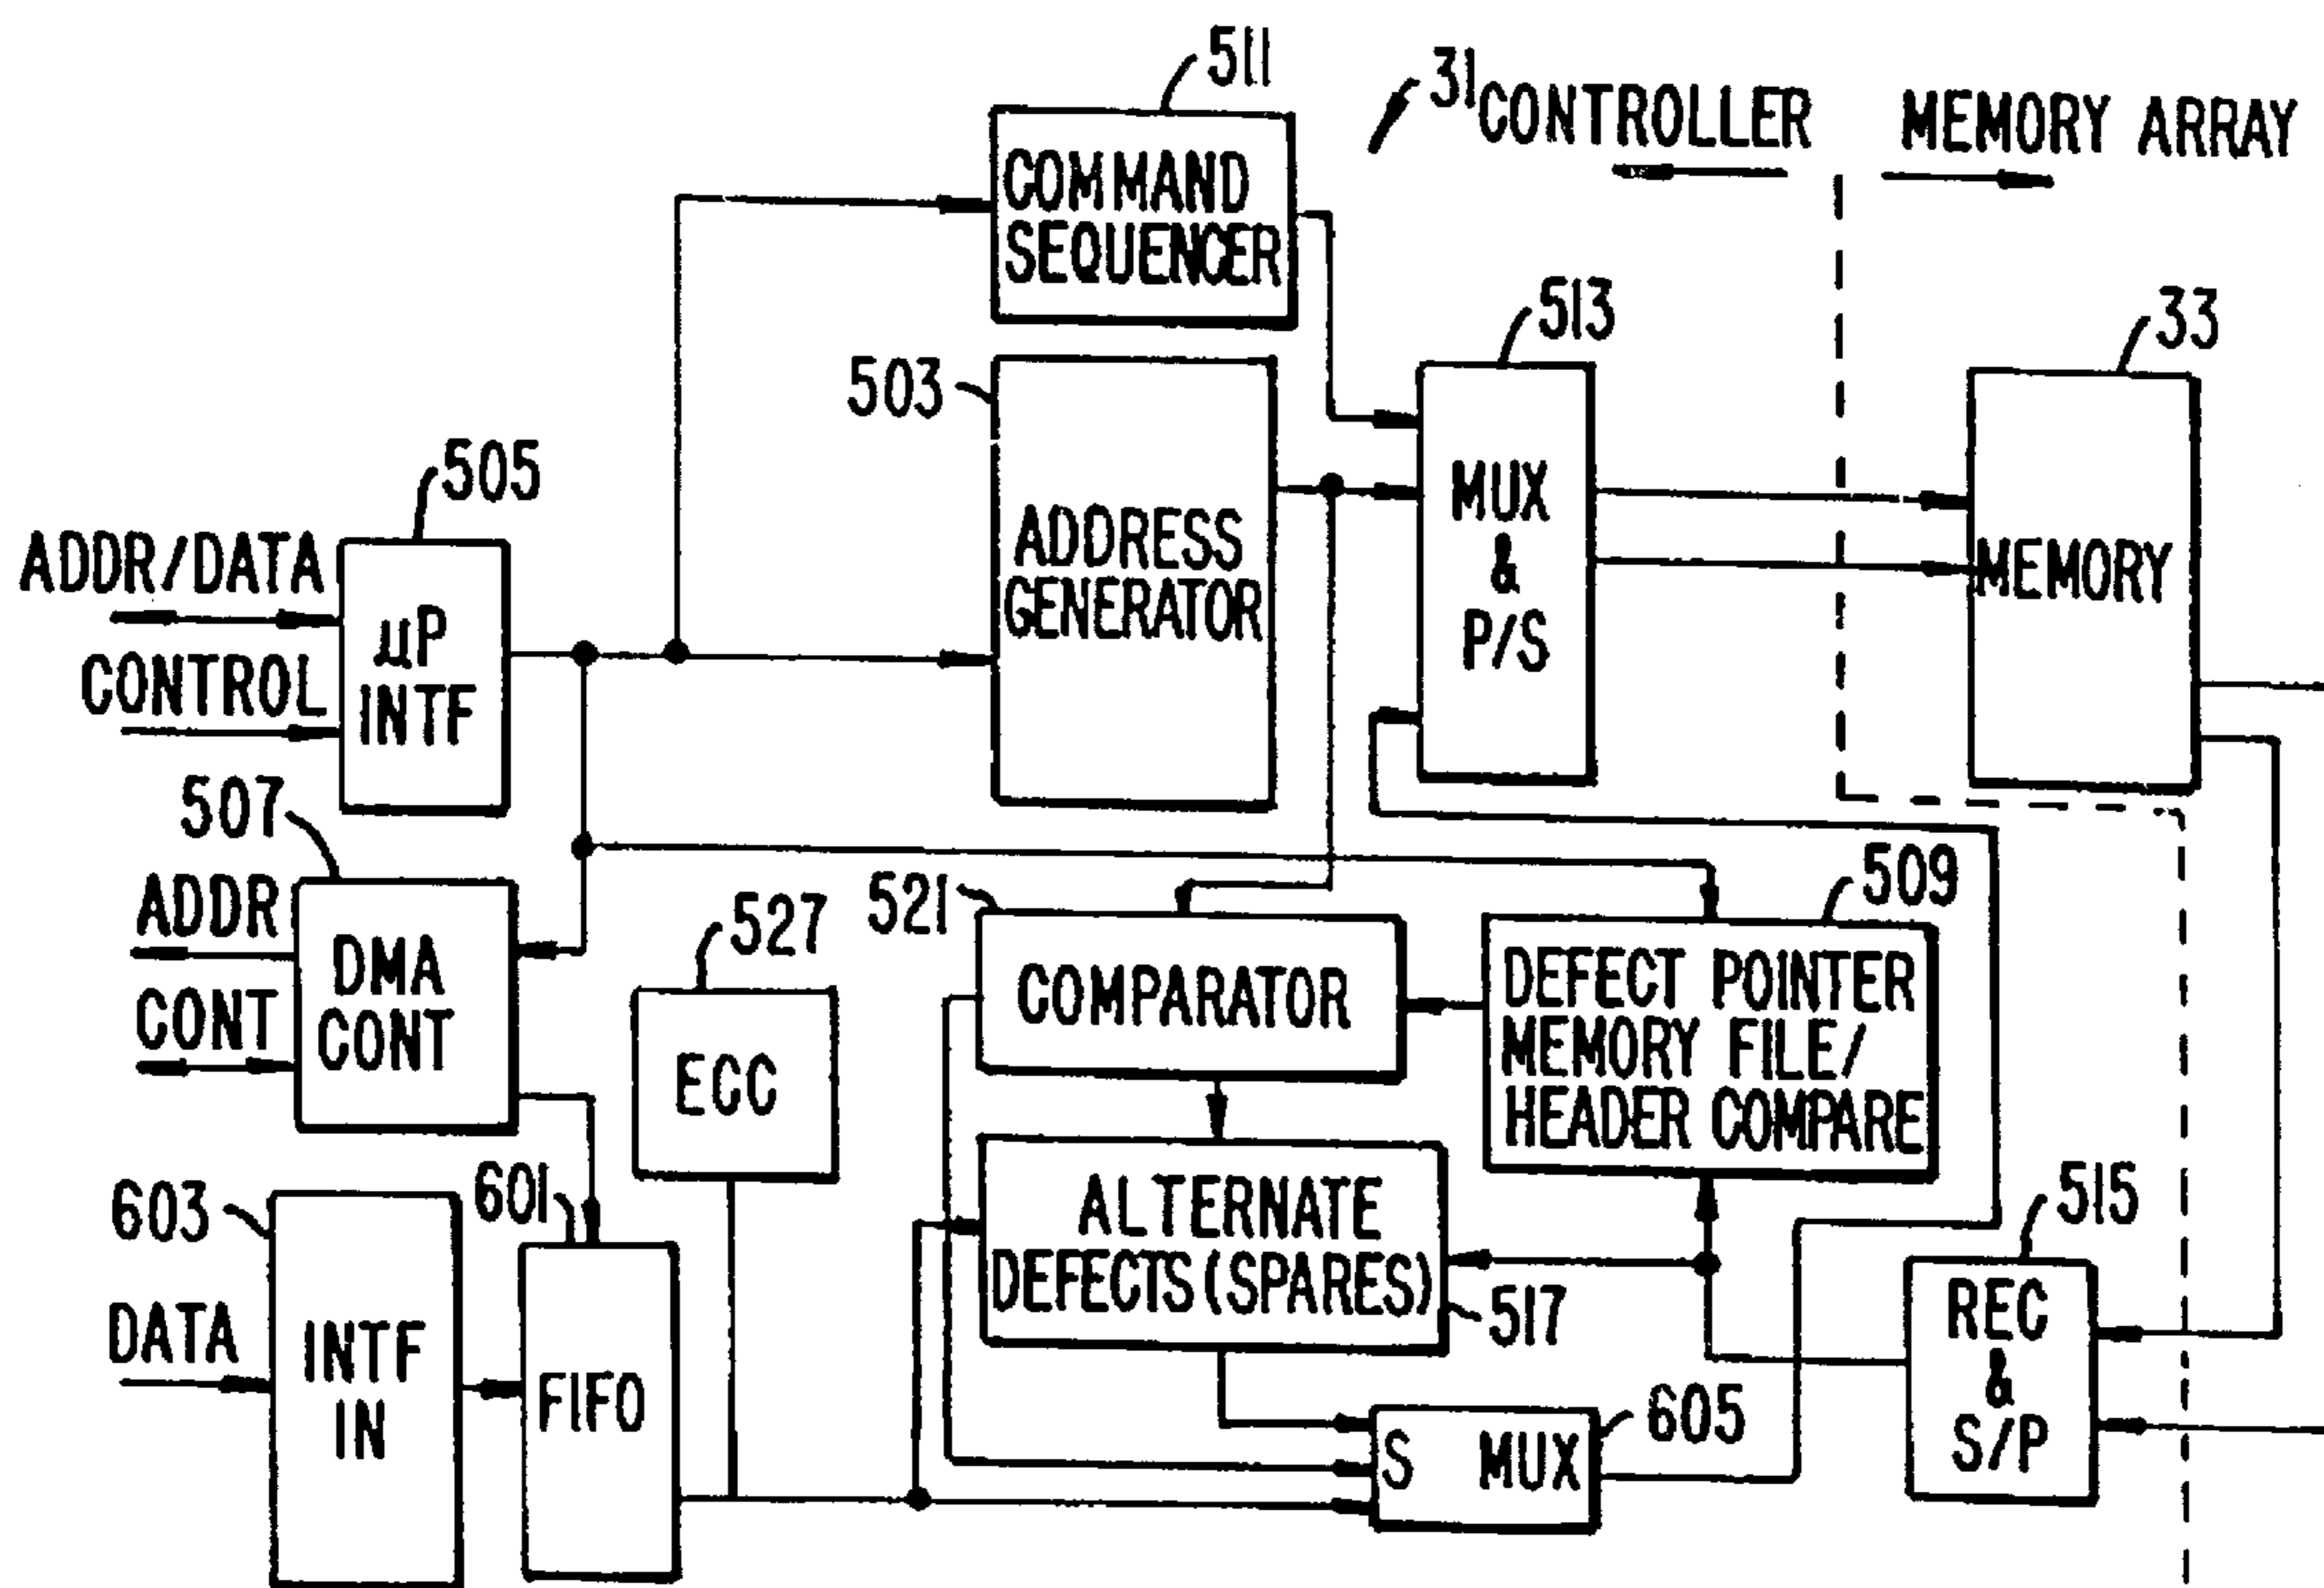 511
31 CONTROLLER
MEMORY ARRAY
COMMAND
SEQUENCER
513
33
503
505
ADDRESS
GENERATOR
MUX
&
P/S
MEMORY
ADDR/DATA
CONTROL
µP
INTF
507
ADDR
CONT
DMA
CONT
527
ECC
521
COMPARATOR
509
DEFECT POINTER
MEMORY FILE/
HEADER COMPARE
603
601
ALTERNATE
DEFECTS (SPARES)
517
515
REC
&
S/P
DATA
INTF
IN
FIFO
605
S MUX